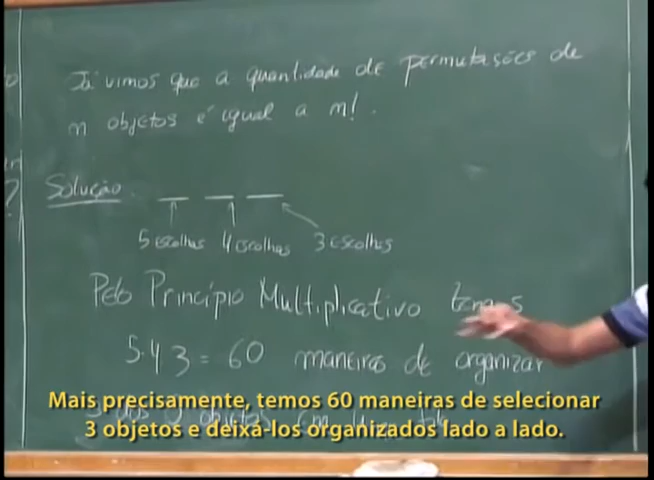 Já vimos que a quantidade de permutações de
n objetos é igual a n!.
Solução
5 escolhas 4 escolhas 3 escolhas
Pelo Princípio Multiplicativo temos
5.4 3 = 60 maneiras de organizar
objetos em
Mais precisamente, temos 60 maneiras de selecionar
3 objetos e deixá-los organizados lado a lado.